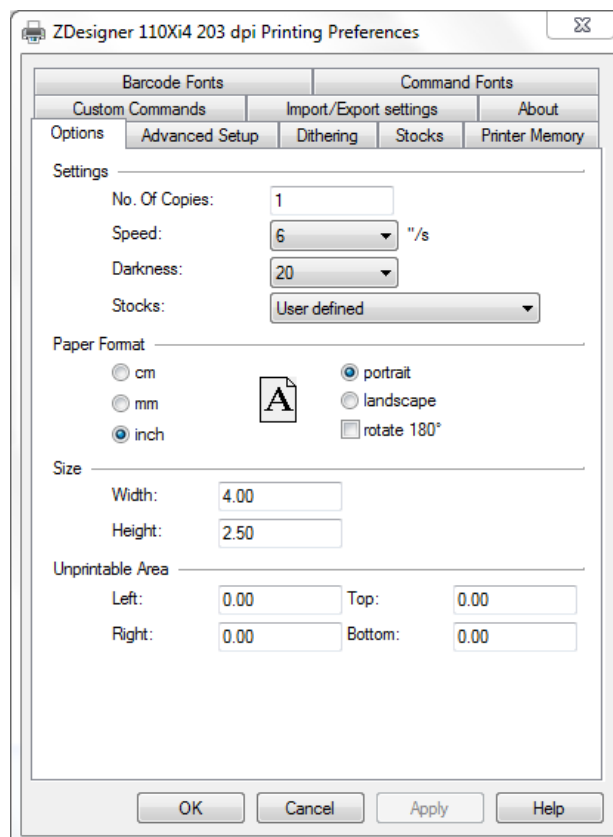 ZDesigner 110Xi4 203 dpi Printing Preferences
Barcode Fonts Command Fonts
Custom Commands Import/Export settings About
Options Advanced Setup Dithering Stocks Printer Memory
Settings
No. Of Copies: 1
Speed: 6 "/s
Darkness: 20
Stocks: User defined
Paper Format
cm portrait
mm A landscape
inch rotate 180°
Size
Width: 4.00
Height: 2.50
Unprintable Area
Left: 0.00 Top: 0.00
Right: 0.00 Bottom: 0.00
OK Cancel Apply Help